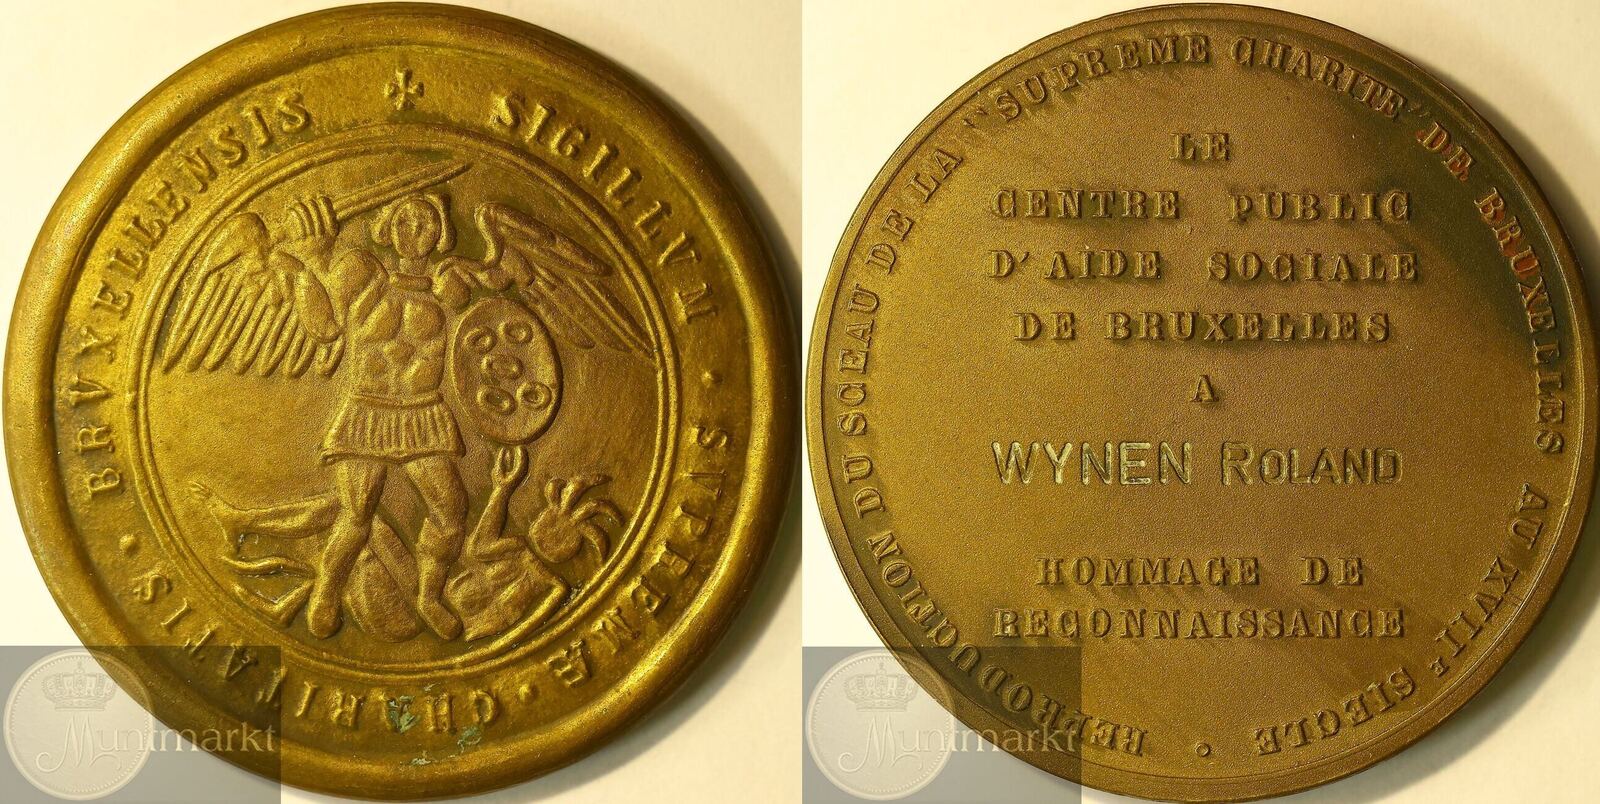 ✠ SIGILLVM · SVPREMÆ · CHARITATIS · BRVXELLENSIS
REPRODUCTION DU SCEAU DE LA "SUPREME CHARITE" DE BRUXELLES AU XVIIE SIECLE ·
LE
CENTRE PUBLIC
D'AIDE SOCIALE
DE BRUXELLES
A
WYNEN ROLAND
HOMMAGE DE
RECONNAISSANCE
Muntmarkt
Muntmarkt